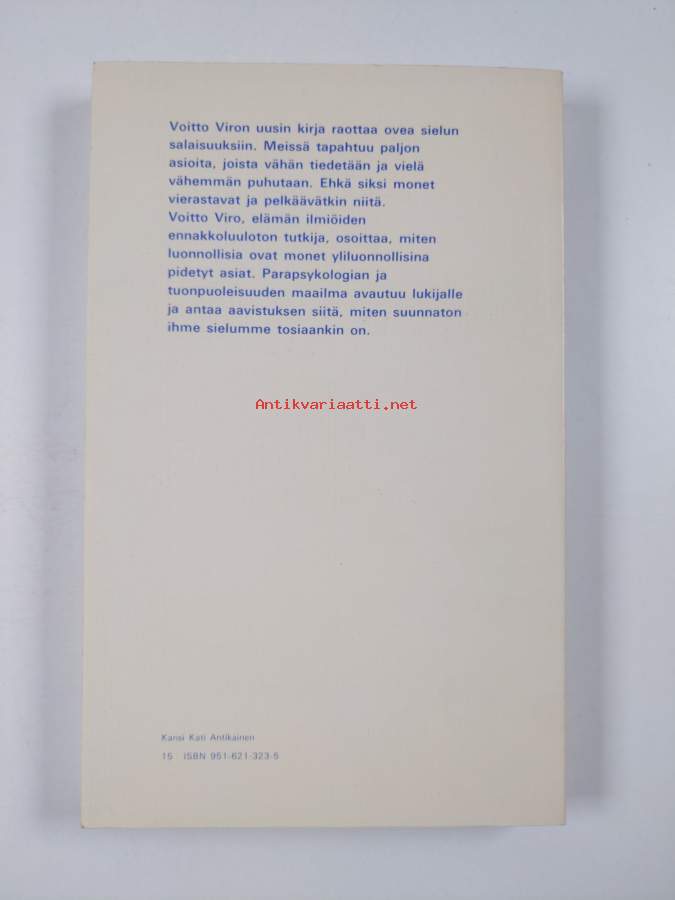 Voitto Viron uusin kirja raottaa ovea sielun
salaisuuksiin. Meissä tapahtuu paljon
asioita, joista vähän tiedetään ja vielä
vähemmän puhutaan. Ehkä siksi monet
vierastavat ja pelkäävätkin niitä.
Voitto Viro, elämän ilmiöiden
ennakkoluuloton tutkija, osoittaa, miten
luonnollisia ovat monet yliluonnollisina
pidetyt asiat. Parapsykologian ja
tuonpuoleisuuden maailma avautuu lukijalle
ja antaa aavistuksen siitä, miten suunnaton
ihme sielumme tosiaankin on.
Antikvariaatti.net
Kansi Kati Antikainen
15 ISBN 951-621-323-5